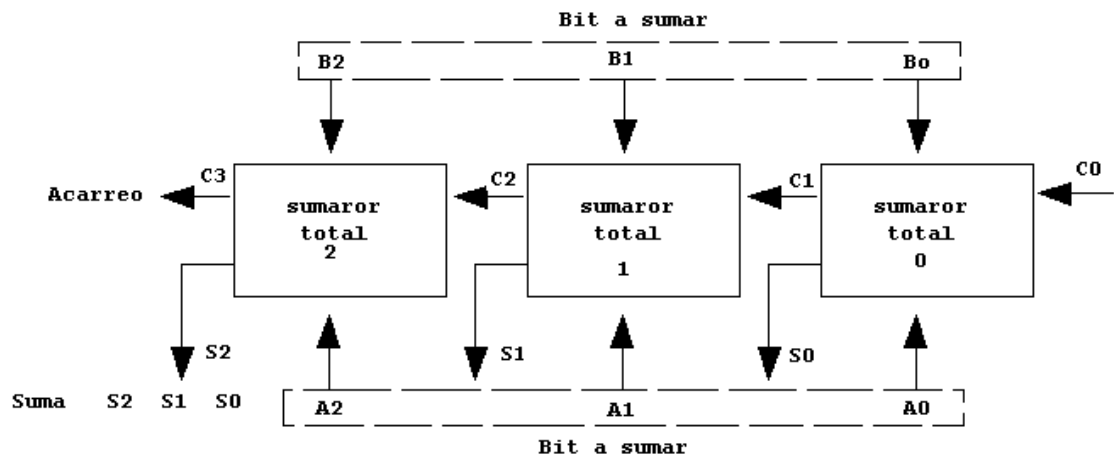 Bit a sumar
B2 B1 Bo
Acarreo C3 C2 C1 C0
sumaror sumaror sumaror
total total total
2 1 0
S2 S1 S0
Suma S2 S1 S0
A2 A1 A0
Bit a sumar